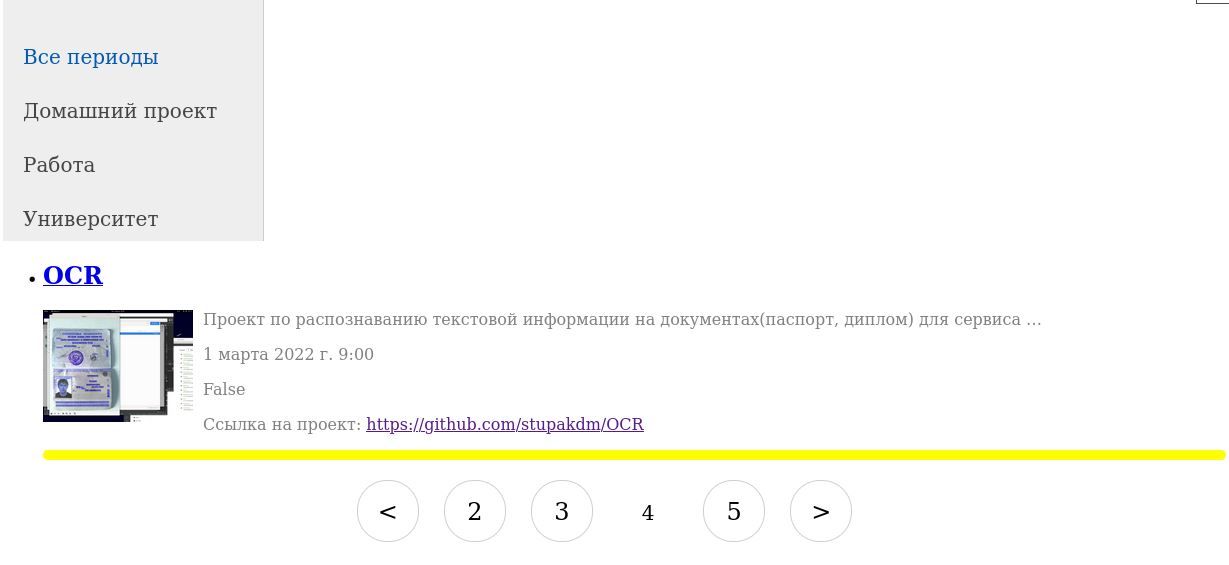 Все периоды
Домашний проект
Работа
Университет
OCR
Проект по распознаванию текстовой информации на документах(паспорт, диплом) для сервиса …
1 марта 2022 г. 9:00
False
Ссылка на проект: https://github.com/stupakdm/OCR
< 2 3 4 5 >